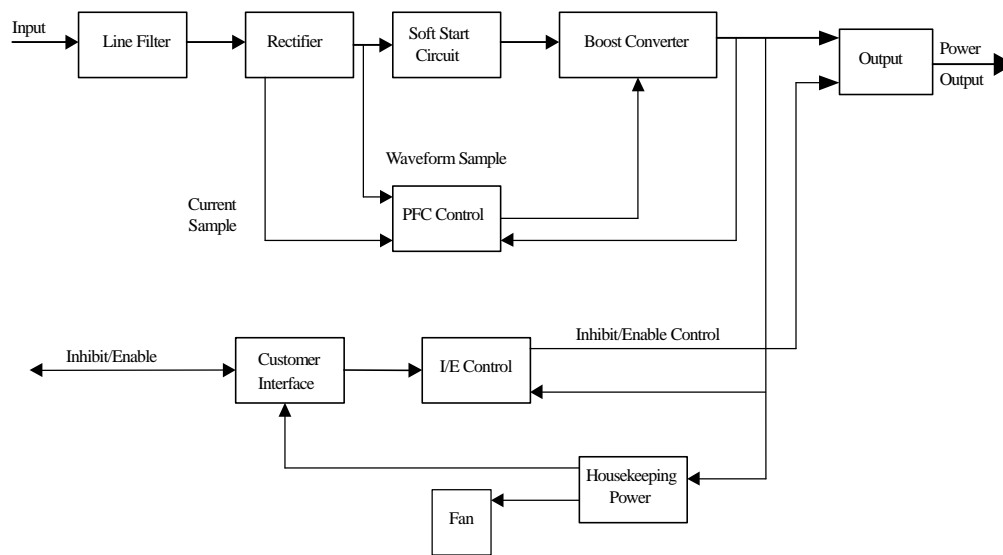 Input
Line Filter
Rectifier
Soft Start
Circuit
Boost Converter
Output
Power
Output
Waveform Sample
PFC Control
Current
Sample
Inhibit/Enable
Customer
Interface
I/E Control
Inhibit/Enable Control
Housekeeping
Power
Fan